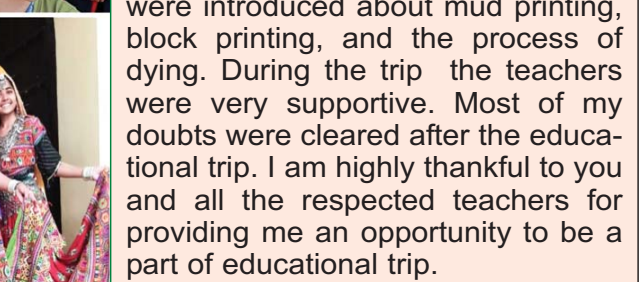 were introduced about mud printing,
block printing, and the process of
dying. During the trip the teachers
were very supportive. Most of my
doubts were cleared after the educa-
tional trip. I am highly thankful to you
and all the respected teachers for
providing me an opportunity to be a
part of educational trip.